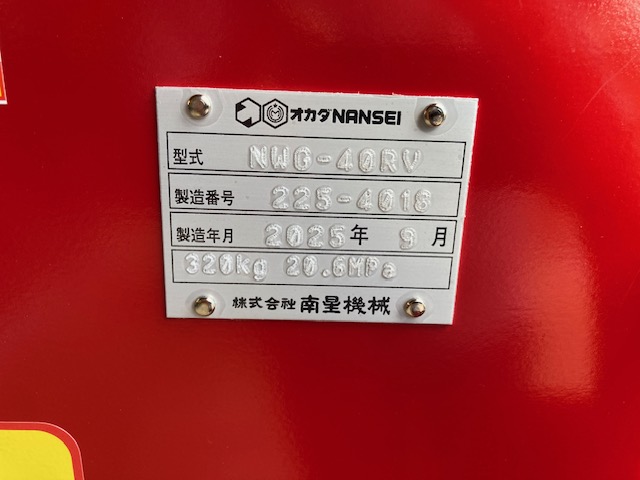 オカダNANSEI
型式 NWG-40RV
製造番号 225-4018
製造年月 2025年 9月
320kg 20.6MPa
株式会社 南星機械